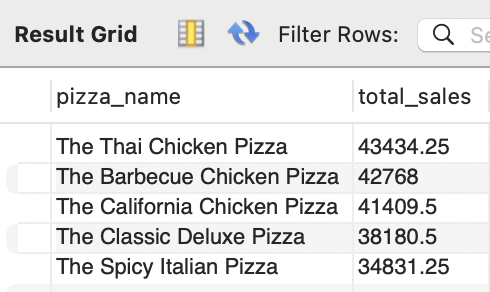 Result Grid Filter Rows: Se
pizza_name total_sales
The Thai Chicken Pizza 43434.25
The Barbecue Chicken Pizza 42768
The California Chicken Pizza 41409.5
The Classic Deluxe Pizza 38180.5
The Spicy Italian Pizza 34831.25